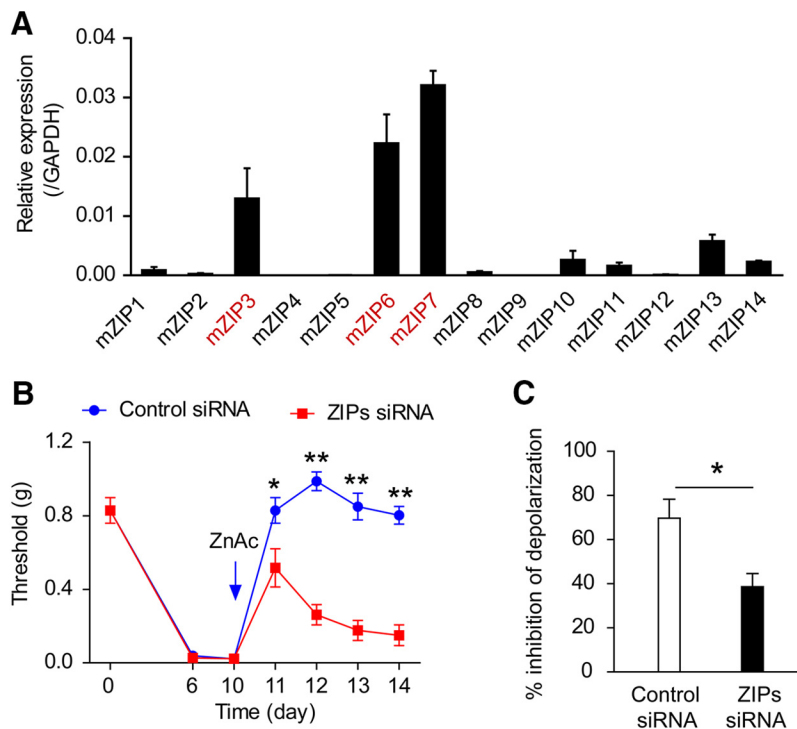 A
Relative expression
(/GAPDH)
0.04
0.03
0.02
0.01
0.00
mZIP1
mZIP2
mZIP3
mZIP4
mZIP5
mZIP6
mZIP7
mZIP8
mZIP9
mZIP10
mZIP11
mZIP12
mZIP13
mZIP14
B
Control siRNA
ZIPs siRNA
Threshold (g)
1.2
0.8
0.4
0.0
ZnAc
*
**
**
**
0
6
10
11
12
13
14
Time (day)
C
% inhibition of depolarization
100
80
60
40
20
0
*
Control
siRNA
ZIPs
siRNA